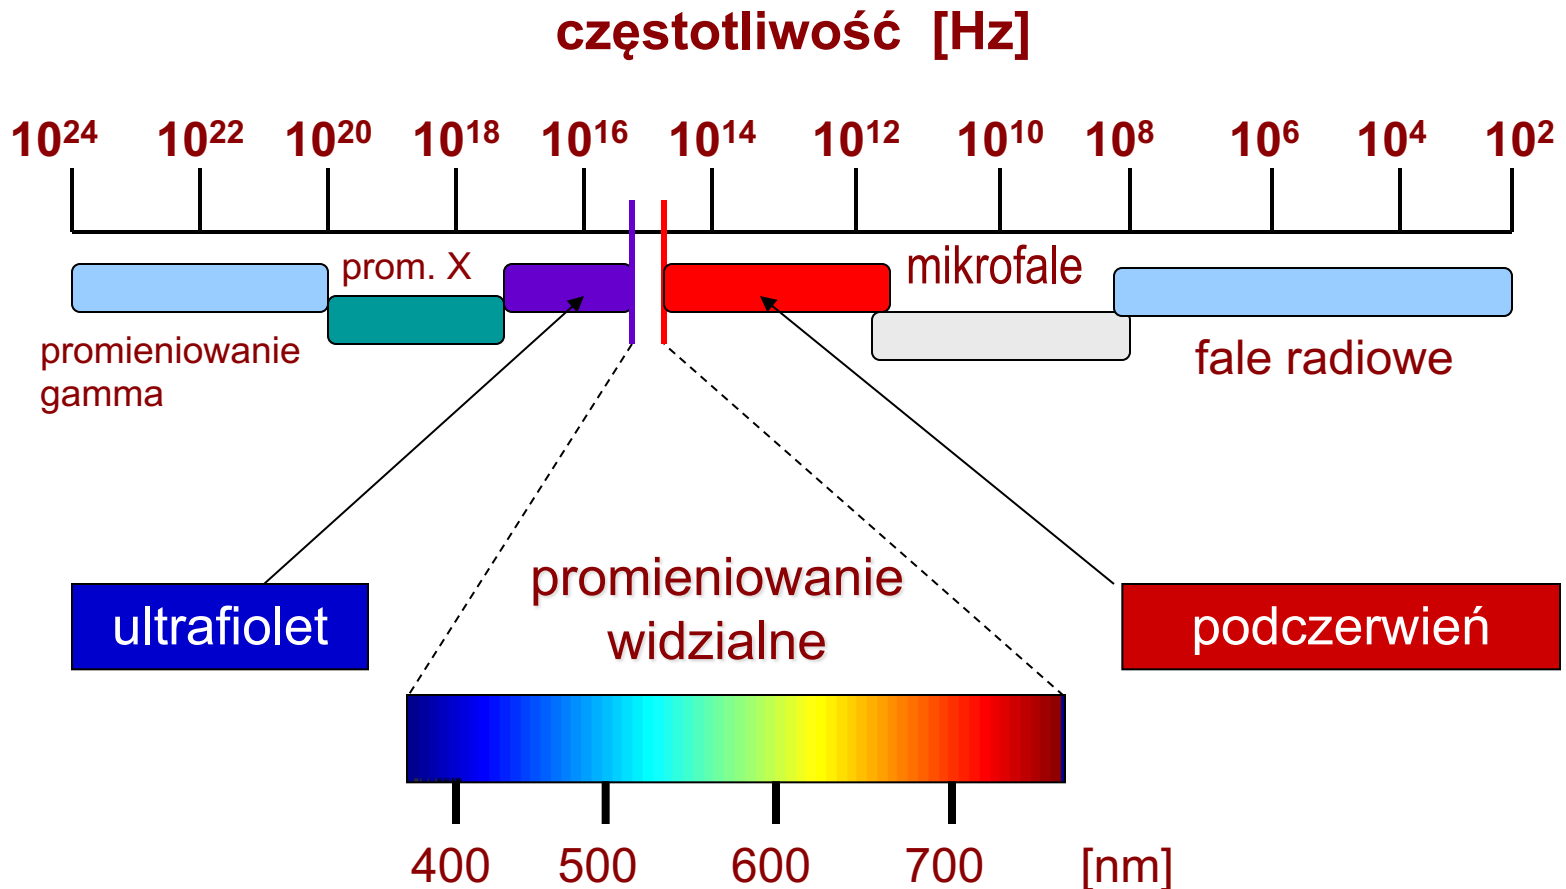 częstotliwość [Hz]
10²⁴ 10²² 10²⁰ 10¹⁸ 10¹⁶ 10¹⁴ 10¹² 10¹⁰ 10⁸ 10⁶ 10⁴ 10²
prom. X
mikrofale
promieniowanie
gamma
fale radiowe
promieniowanie
widzialne
ultrafiolet
podczerwień
400 500 600 700 [nm]